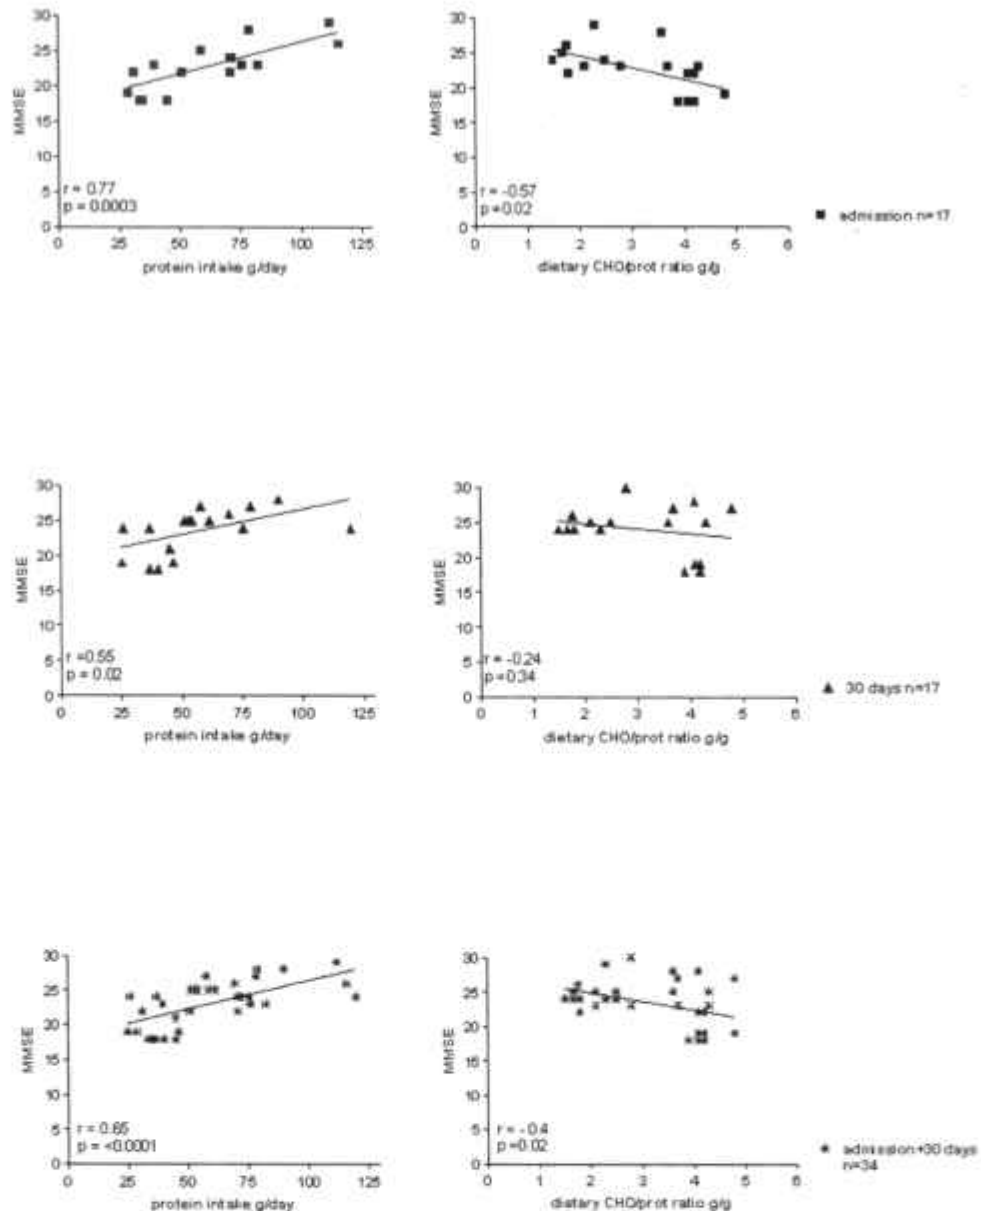 30
25
20
15
10
5
0
MMSE
r = 0.77
p = 0.0003
0 25 50 75 100 125
protein intake g/day
30
25
20
15
10
5
0
MMSE
r = -0.57
p =0.02
0 1 2 3 4 5 6
dietary CHO/prot ratio g/g
admission n=17
30
25
20
15
10
5
0
MMSE
r =0.55
p = 0.02
0 25 50 75 100 125
protein intake g/day
30
25
20
15
10
5
0
MMSE
r = -0.24
p =0.34
0 1 2 3 4 5 6
dietary CHO/prot ratio g/g
30 days n=17
30
25
20
15
10
5
0
MMSE
r = 0.65
p = <0.0001
0 25 50 75 100 125
protein intake g/day
30
25
20
15
10
5
0
MMSE
r = -0.4
p =0.02
0 1 2 3 4 5 6
dietary CHO/prot ratio g/g
admission+30 days
n=34